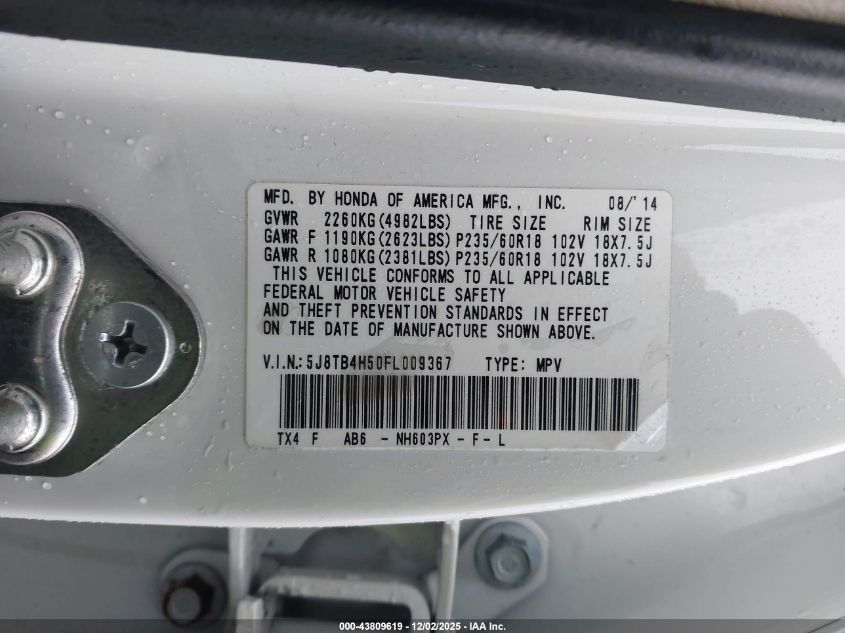 MFD. BY HONDA OF AMERICA MFG., INC. 08/'14
GVWR 2260KG(4982LBS) TIRE SIZE RIM SIZE
GAWR F 1190KG(2623LBS) P235/60R18 102V 18X7.5J
GAWR R 1080KG(2381LBS) P235/60R18 102V 18X7.5J
THIS VEHICLE CONFORMS TO ALL APPLICABLE
FEDERAL MOTOR VEHICLE SAFETY
AND THEFT PREVENTION STANDARDS IN EFFECT
ON THE DATE OF MANUFACTURE SHOWN ABOVE.
V.I.N.: 5J8TB4H50FL009367 TYPE: MPV
TX4 F AB6 - NH603PX - F - L
000-43809619 - 12/02/2025 - IAA Inc.